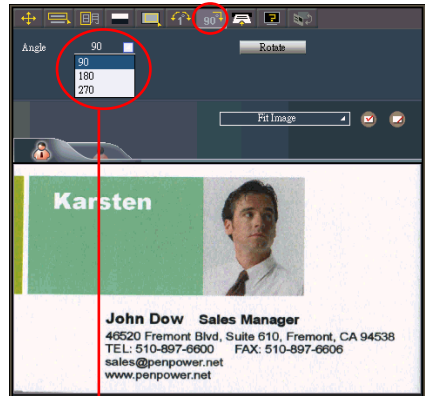 1 90
Angle 90 Rotate
90
180
270
Fit Image
Karsten
John Dow Sales Manager
46520 Fremont Blvd, Suite 610, Fremont, CA 94538
TEL: 510-897-6600 FAX: 510-897-6606
sales@penpower.net
www.penpower.net